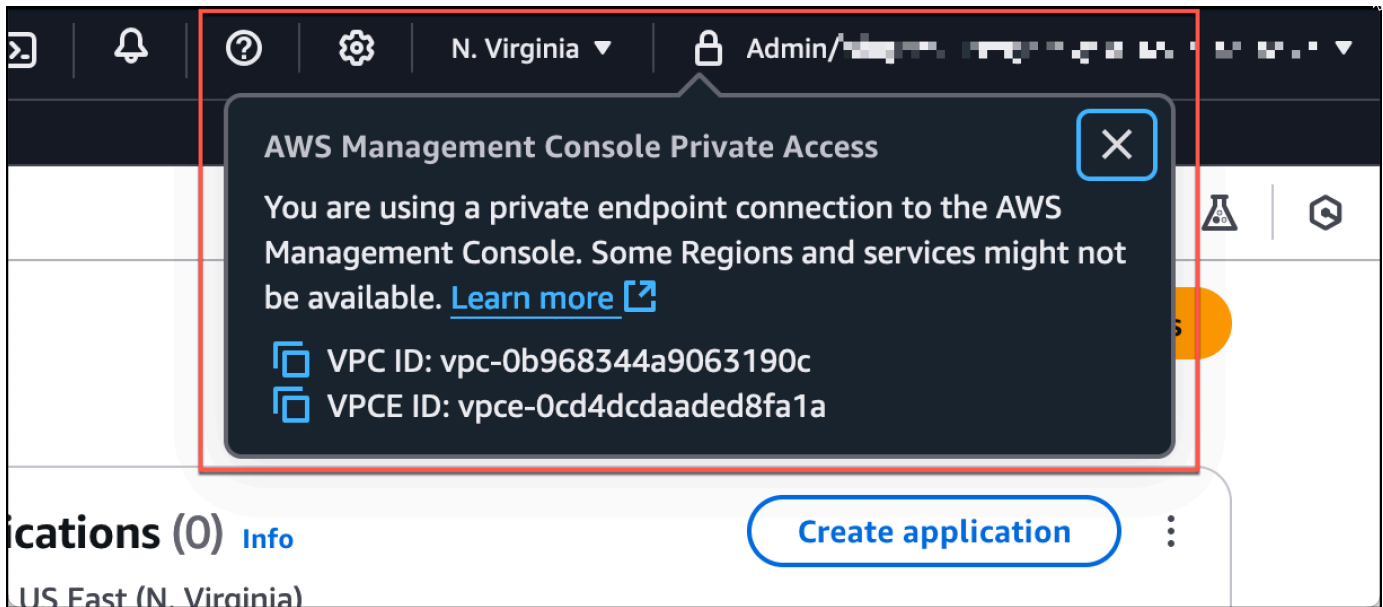 N. Virginia ▼
Admin/
AWS Management Console Private Access
You are using a private endpoint connection to the AWS
Management Console. Some Regions and services might not
be available. Learn more
VPC ID: vpc-0b968344a9063190c
VPCE ID: vpce-0cd4dcdaaded8fa1a
s
ications (0) Info
Create application
US East (N. Virginia)